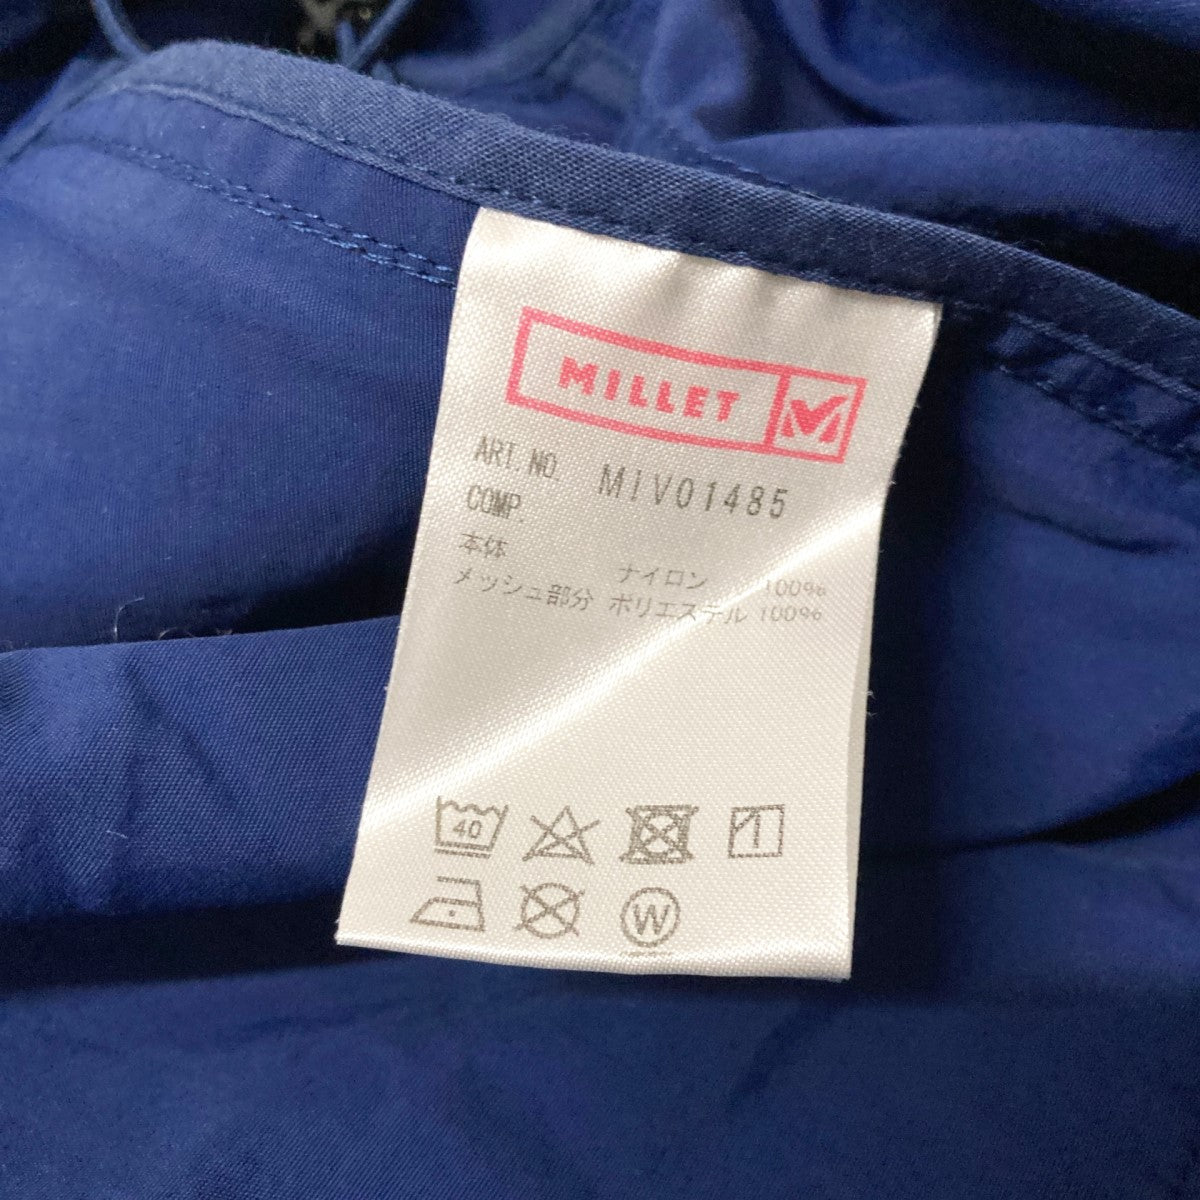 MILLET
ART.NO. MIV01485
COMP.
本体 ナイロン 100%
メッシュ部分 ポリエステル 100%
40
W